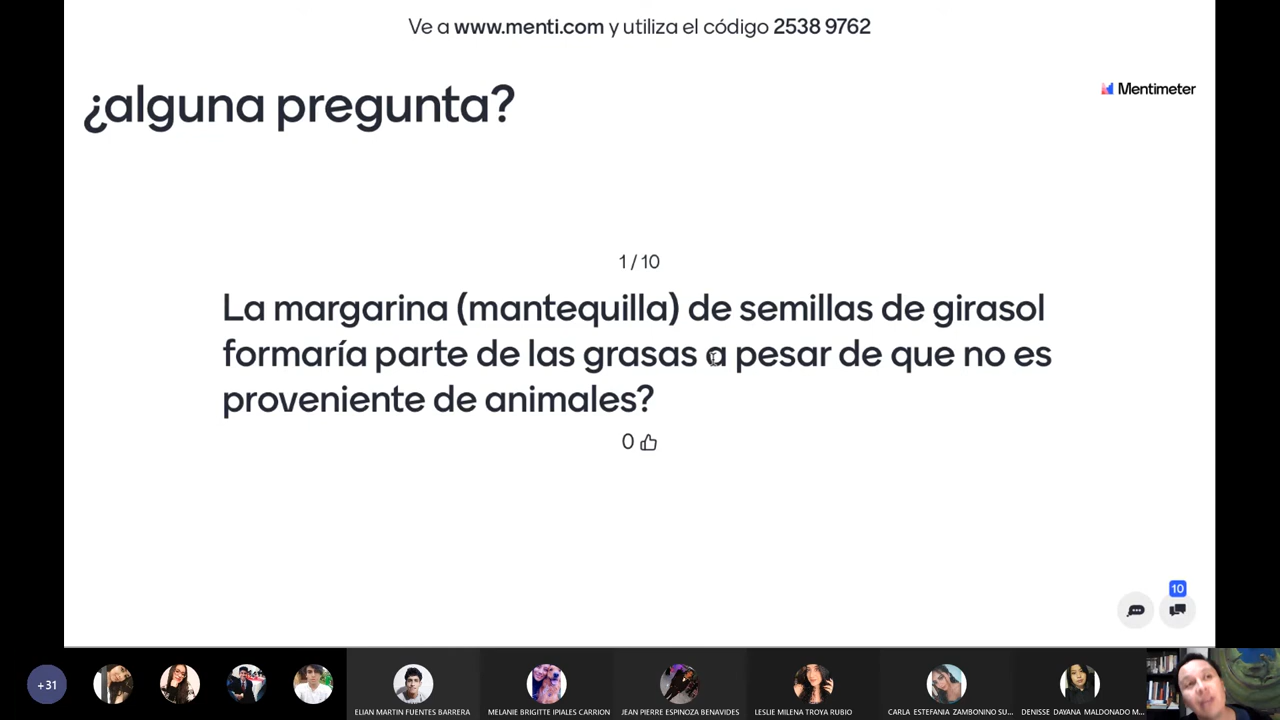 Ve a www.menti.com y utiliza el código 2538 9762
¿alguna pregunta?
Mentimeter
1 / 10
La margarina (mantequilla) de semillas de girasol
formaría parte de las grasas a pesar de que no es
proveniente de animales?
0
10
+31
ELIAN MARTIN FUENTES BARRERA
MELANIE BRIGITTE IPIALES CARRION
JEAN PIERRE ESPINOZA BENAVIDES
LESLIE MILENA TROYA RUBIO
CARLA ESTEFANIA ZAMBONINO SU...
DENISSE DAYANA MALDONADO M...